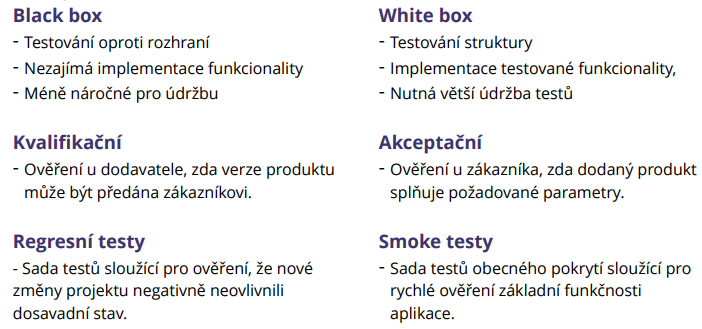 Black box
- Testování oproti rozhraní
- Nezajímá implementace funkcionality
- Méně náročné pro údržbu
White box
- Testování struktury
- Implementace testované funkcionality,
- Nutná větší údržba testů
Kvalifikační
- Ověření u dodavatele, zda verze produktu
může být předána zákazníkovi.
Akceptační
- Ověření u zákazníka, zda dodaný produkt
splňuje požadované parametry.
Regresní testy
- Sada testů sloužící pro ověření, že nové
změny projektu negativně neovlivnili
dosavadní stav.
Smoke testy
- Sada testů obecného pokrytí sloužící pro
rychlé ověření základní funkčnosti
aplikace.